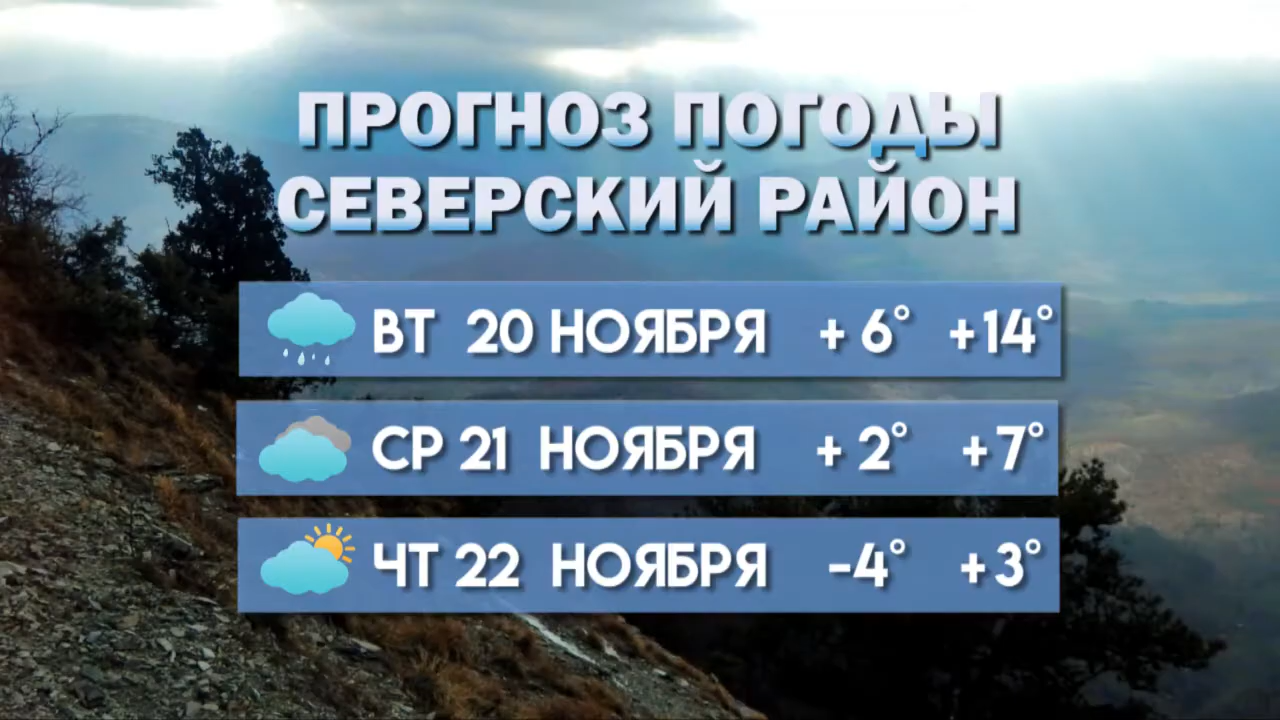 ПРОГНОЗ ПОГОДЫ
СЕВЕРСКИЙ РАЙОН
ВТ 20 НОЯБРЯ + 6° +14°
СР 21 НОЯБРЯ + 2° +7°
ЧТ 22 НОЯБРЯ -4° +3°